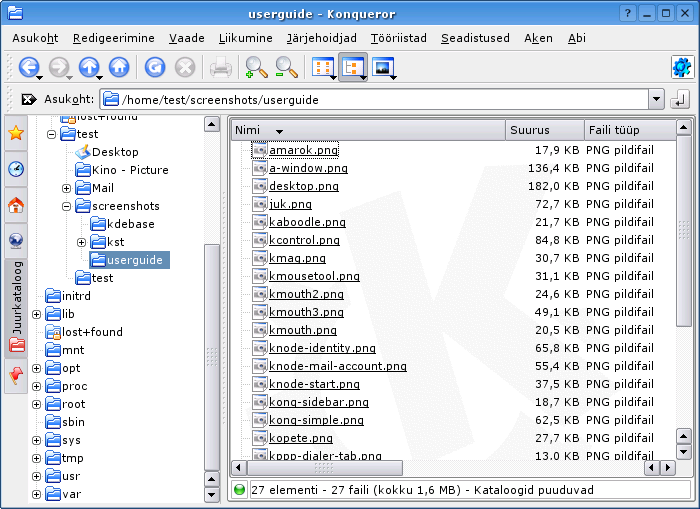 userguide - Konqueror
Asukoht Redigeerimine Vaade Liikumine Järjehoidjad Tööriistad Seadistused Aken Abi
Asukoht: /home/test/screenshots/userguide
Juurkataloog
lost+found
test
Desktop
Kino - Picture
Mail
screenshots
kdebase
kst
userguide
test
initrd
lib
lost+found
mnt
opt
proc
root
sbin
sys
tmp
usr
var
Nimi Suurus Faili tüüp
amarok.png 17,9 KB PNG pildifail
a-window.png 136,4 KB PNG pildifail
desktop.png 182,0 KB PNG pildifail
juk.png 72,7 KB PNG pildifail
kaboodle.png 21,7 KB PNG pildifail
kcontrol.png 84,8 KB PNG pildifail
kmag.png 30,7 KB PNG pildifail
kmousetool.png 31,1 KB PNG pildifail
kmouth2.png 24,6 KB PNG pildifail
kmouth3.png 49,1 KB PNG pildifail
kmouth.png 20,5 KB PNG pildifail
knode-identity.png 65,8 KB PNG pildifail
knode-mail-account.png 55,4 KB PNG pildifail
knode-start.png 37,5 KB PNG pildifail
konq-sidebar.png 18,7 KB PNG pildifail
konq-simple.png 62,5 KB PNG pildifail
kopete.png 27,7 KB PNG pildifail
kppp-dialer-tab.png 13,0 KB PNG pildifail
27 elementi - 27 faili (kokku 1,6 MB) - Kataloogid puuduvad